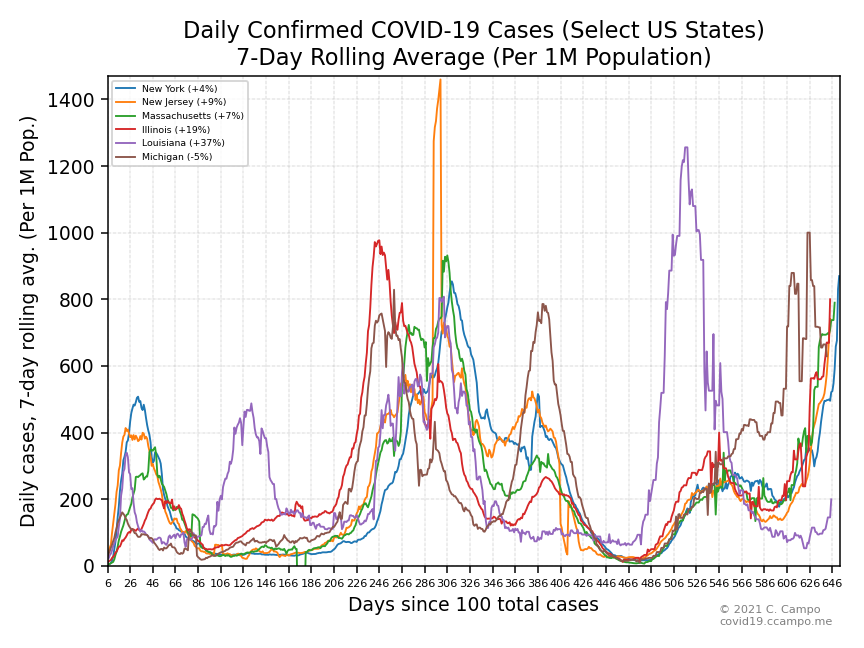 Daily Confirmed COVID-19 Cases (Select US States)
7-Day Rolling Average (Per 1M Population)
Daily cases, 7-day rolling avg. (Per 1M Pop.)
1400
1200
1000
800
600
400
200
0
New York (+4%)
New Jersey (+9%)
Massachusetts (+7%)
Illinois (+19%)
Louisiana (+37%)
Michigan (-5%)
6 26 46 66 86 106 126 146 166 186 206 226 246 266 286 306 326 346 366 386 406 426 446 466 486 506 526 546 566 586 606 626 646
Days since 100 total cases
© 2021 C. Campo
covid19.ccampo.me